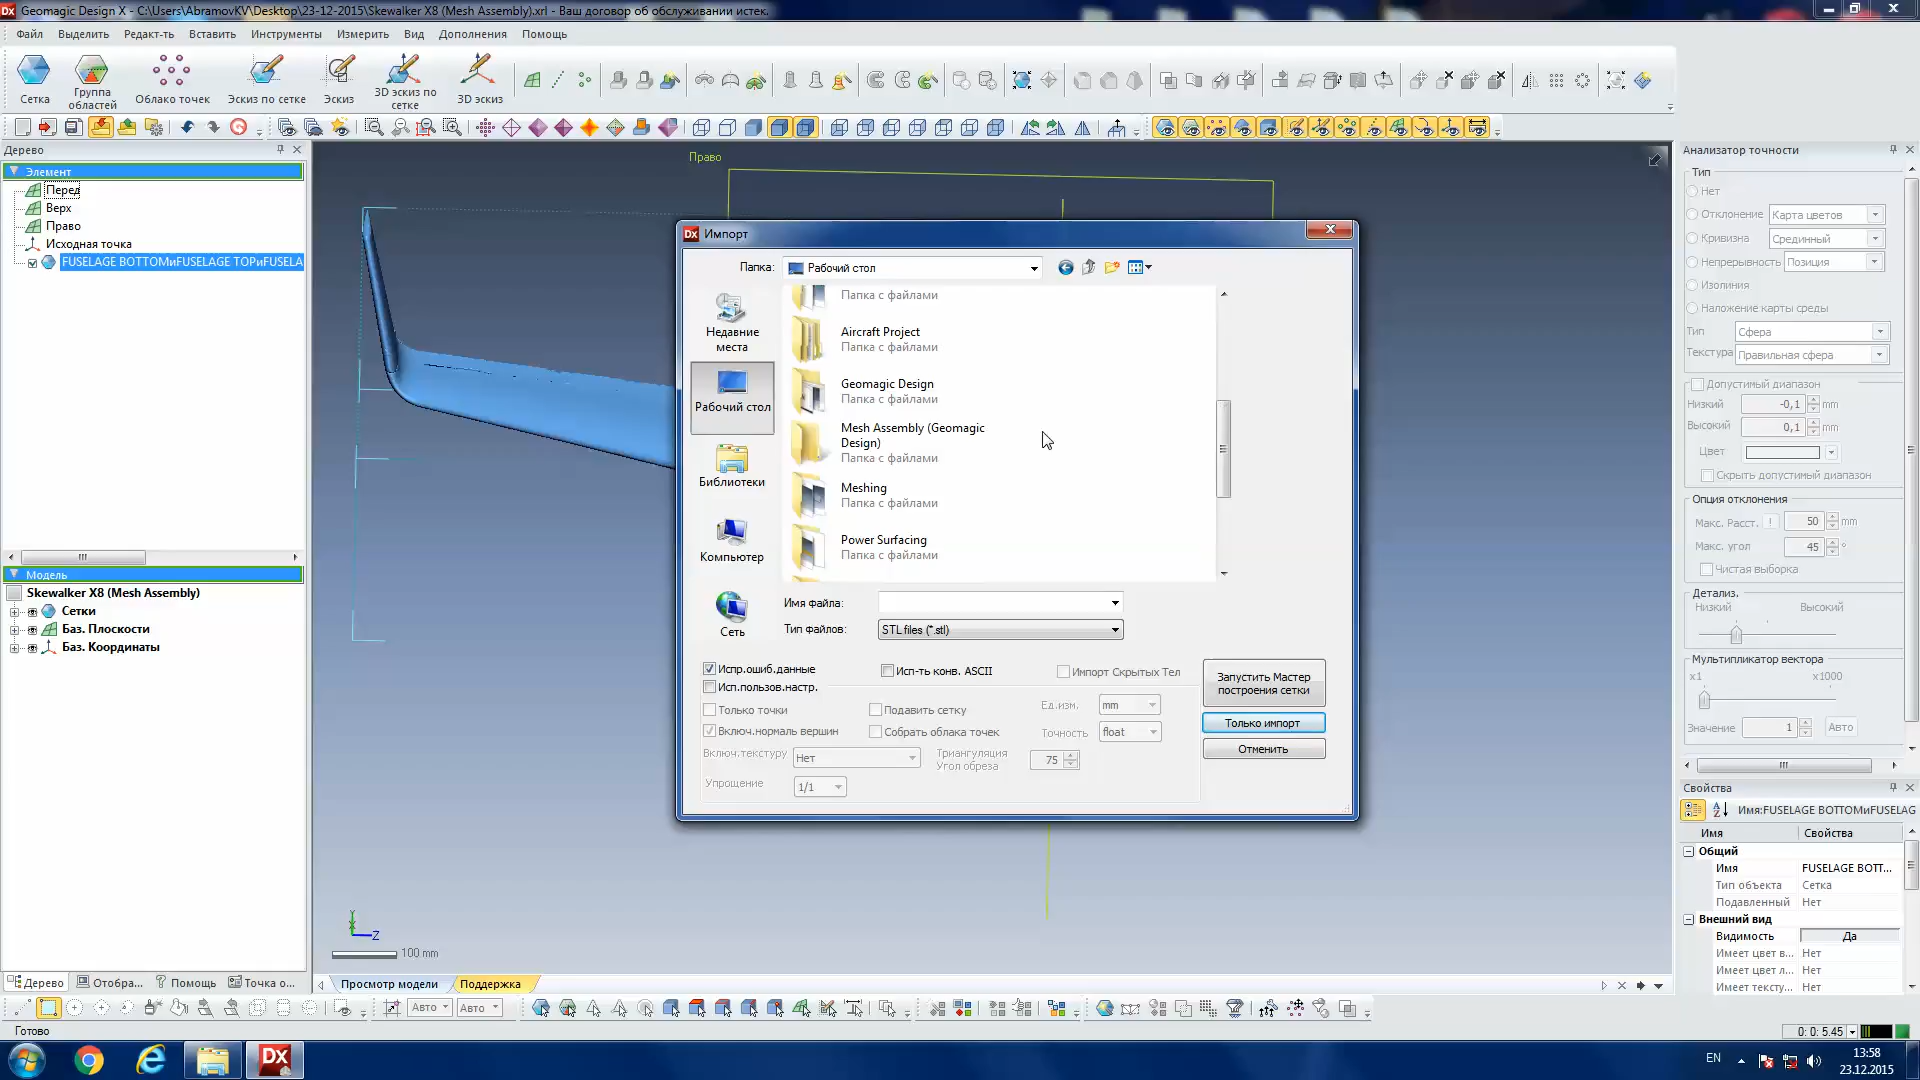 Geomagic Design X - C:\Users\AbramovKV\Desktop\23-12-2015\Skewalker X8 (Mesh Assembly).xrl - Ваш договор об обслуживании истек.
Файл Выделить Редакт-ть Вставить Инструменты Измерить Вид Дополнения Помощь
Сетка
Группа областей
Облако точек
Эскиз по сетке
Эскиз
3D эскиз по сетке
3D эскиз
Дерево
Элемент
Перед
Верх
Право
Исходная точка
FUSELAGE BOTTOMиFUSELAGE TOPиFUSELA
Модель
Skewalker X8 (Mesh Assembly)
Сетки
Баз. Плоскости
Баз. Координаты
Дерево Отобра... Помощь Точка о...
Право
Y
Z
100 mm
Просмотр модели Поддержка
Импорт
Папка: Рабочий стол
Недавние места
Рабочий стол
Библиотеки
Компьютер
Сеть
Папка с файлами
Aircraft Project
Папка с файлами
Geomagic Design
Папка с файлами
Mesh Assembly (Geomagic
Design)
Папка с файлами
Meshing
Папка с файлами
Power Surfacing
Папка с файлами
Имя файла:
Тип файлов: STL files (*.stl)
Испр.ошиб.данные Исп-ть конв. ASCII Импорт Скрытых Тел
Исп.пользов.настр.
Только точки Подавить сетку Ед.изм. mm
Включ.нормаль вершин Собрать облака точек Точность float
Включ.текстуру Нет Триангуляция
Угол обреза 75
Упрощение 1/1
Запустить Мастер
построения сетки
Только импорт
Отменить
Анализатор точности
Тип
Нет
Отклонение Карта цветов
Кривизна Срединный
Непрерывность Позиция
Изолиния
Наложение карты среды
Тип Сфера
Текстура Правильная сфера
Допустимый диапазон
Низкий -0,1 mm
Высокий 0,1 mm
Цвет
Скрыть допустимый диапазон
Опция отклонения
Макс. Расст. ! 50 mm
Макс. угол 45 °
Чистая выборка
Детализ.
Низкий Высокий
Мультипликатор вектора
x1 x1000
Значение 1 Авто
Свойства
Имя:FUSELAGE BOTTOMиFUSELAG
Имя Свойства
Общий
Имя FUSELAGE BOTT...
Тип объекта Сетка
Подавленный Нет
Внешний вид
Видимость Да
Имеет цвет в... Нет
Имеет цвет л... Нет
Имеет тексту... Нет
Авто Авто
Готово
0: 0: 5.45
EN
13:58
23.12.2015